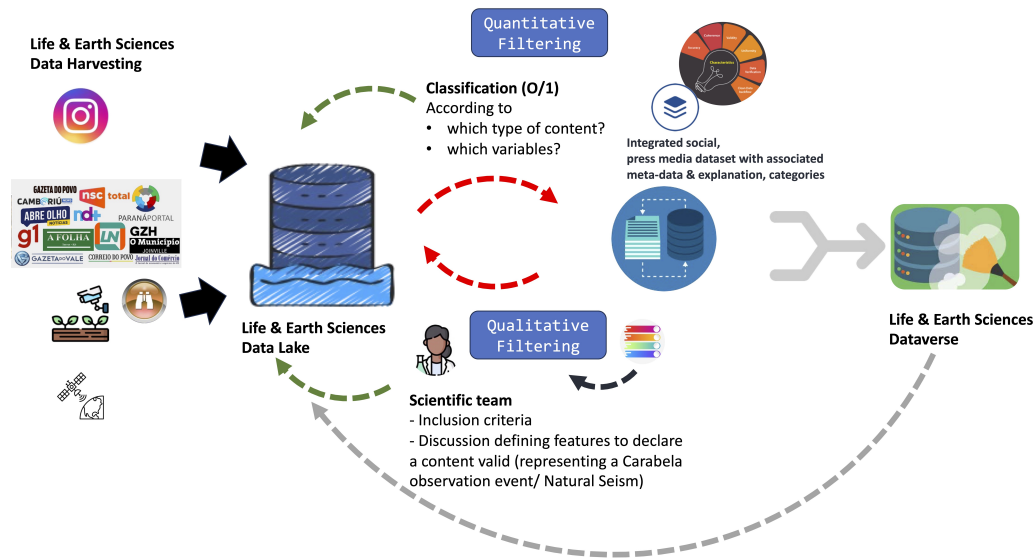 Quantitative
Filtering
Life & Earth Sciences
Data Harvesting
Classification (O/1)
According to
• which type of content?
• which variables?
Characteristics
Integrated social,
press media dataset with associated
meta-data & explanation, categories
GAZETA DO POVO
nsc total
ABRE OLHO
NOTÍCIAS
nd+
PARANÁPORTAL
g1
A FOLHA
LN
GZH
O Município
JOINVILLE
GAZETA DO VALE
CORREIO DO POVO
Jornal do Comércio
Life & Earth Sciences
Data Lake
Qualitative
Filtering
Life & Earth Sciences
Dataverse
Scientific team
- Inclusion criteria
- Discussion defining features to declare
a content valid (representing a Carabela
observation event/ Natural Seism)